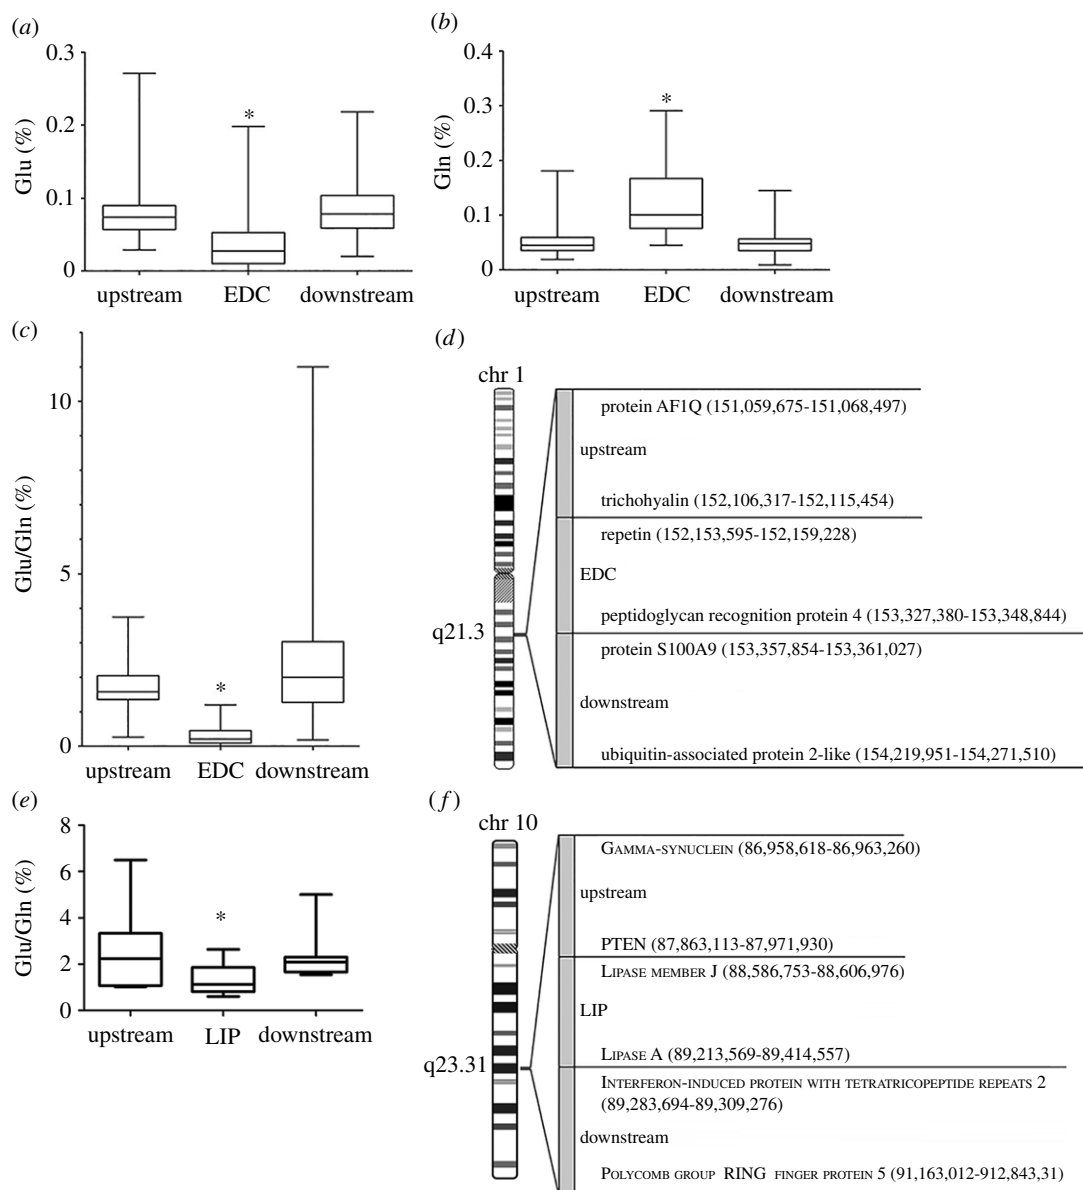 (a)
0.3
0.2
0.1
0
Glu (%)
*
upstream EDC downstream
(b)
0.4
0.3
0.2
0.1
0
Gln (%)
*
upstream EDC downstream
(c)
10
5
0
Glu/Gln (%)
*
upstream EDC downstream
(d)
chr 1
q21.3
protein AF1Q (151,059,675-151,068,497)
upstream
trichohyalin (152,106,317-152,115,454)
repetin (152,153,595-152,159,228)
EDC
peptidoglycan recognition protein 4 (153,327,380-153,348,844)
protein S100A9 (153,357,854-153,361,027)
downstream
ubiquitin-associated protein 2-like (154,219,951-154,271,510)
(e)
8
6
4
2
0
Glu/Gln (%)
*
upstream LIP downstream
(f)
chr 10
q23.31
GAMMA-SYNUCLEIN (86,958,618-86,963,260)
upstream
PTEN (87,863,113-87,971,930)
LIPASE MEMBER J (88,586,753-88,606,976)
LIP
LIPASE A (89,213,569-89,414,557)
INTERFERON-INDUCED PROTEIN WITH TETRATRICOPEPTIDE REPEATS 2
(89,283,694-89,309,276)
downstream
POLYCOMB GROUP RING FINGER PROTEIN 5 (91,163,012-912,843,31)